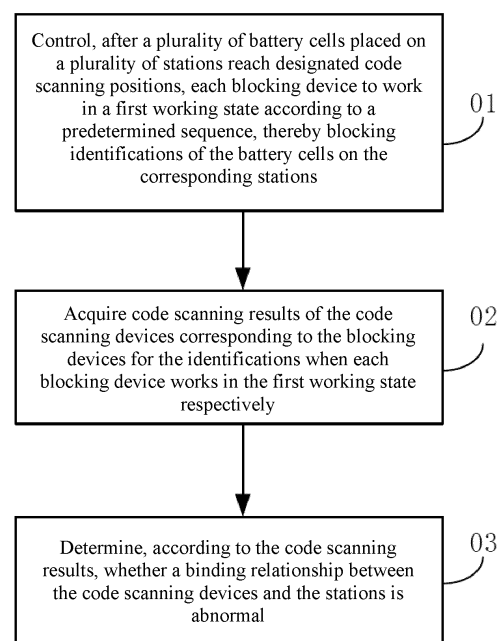 Control, after a plurality of battery cells placed on
a plurality of stations reach designated code
scanning positions, each blocking device to work
in a first working state according to a
predetermined sequence, thereby blocking
identifications of the battery cells on the
corresponding stations
01
Acquire code scanning results of the code
scanning devices corresponding to the blocking
devices for the identifications when each
blocking device works in the first working state
respectively
02
Determine, according to the code scanning
results, whether a binding relationship between
the code scanning devices and the stations is
abnormal
03